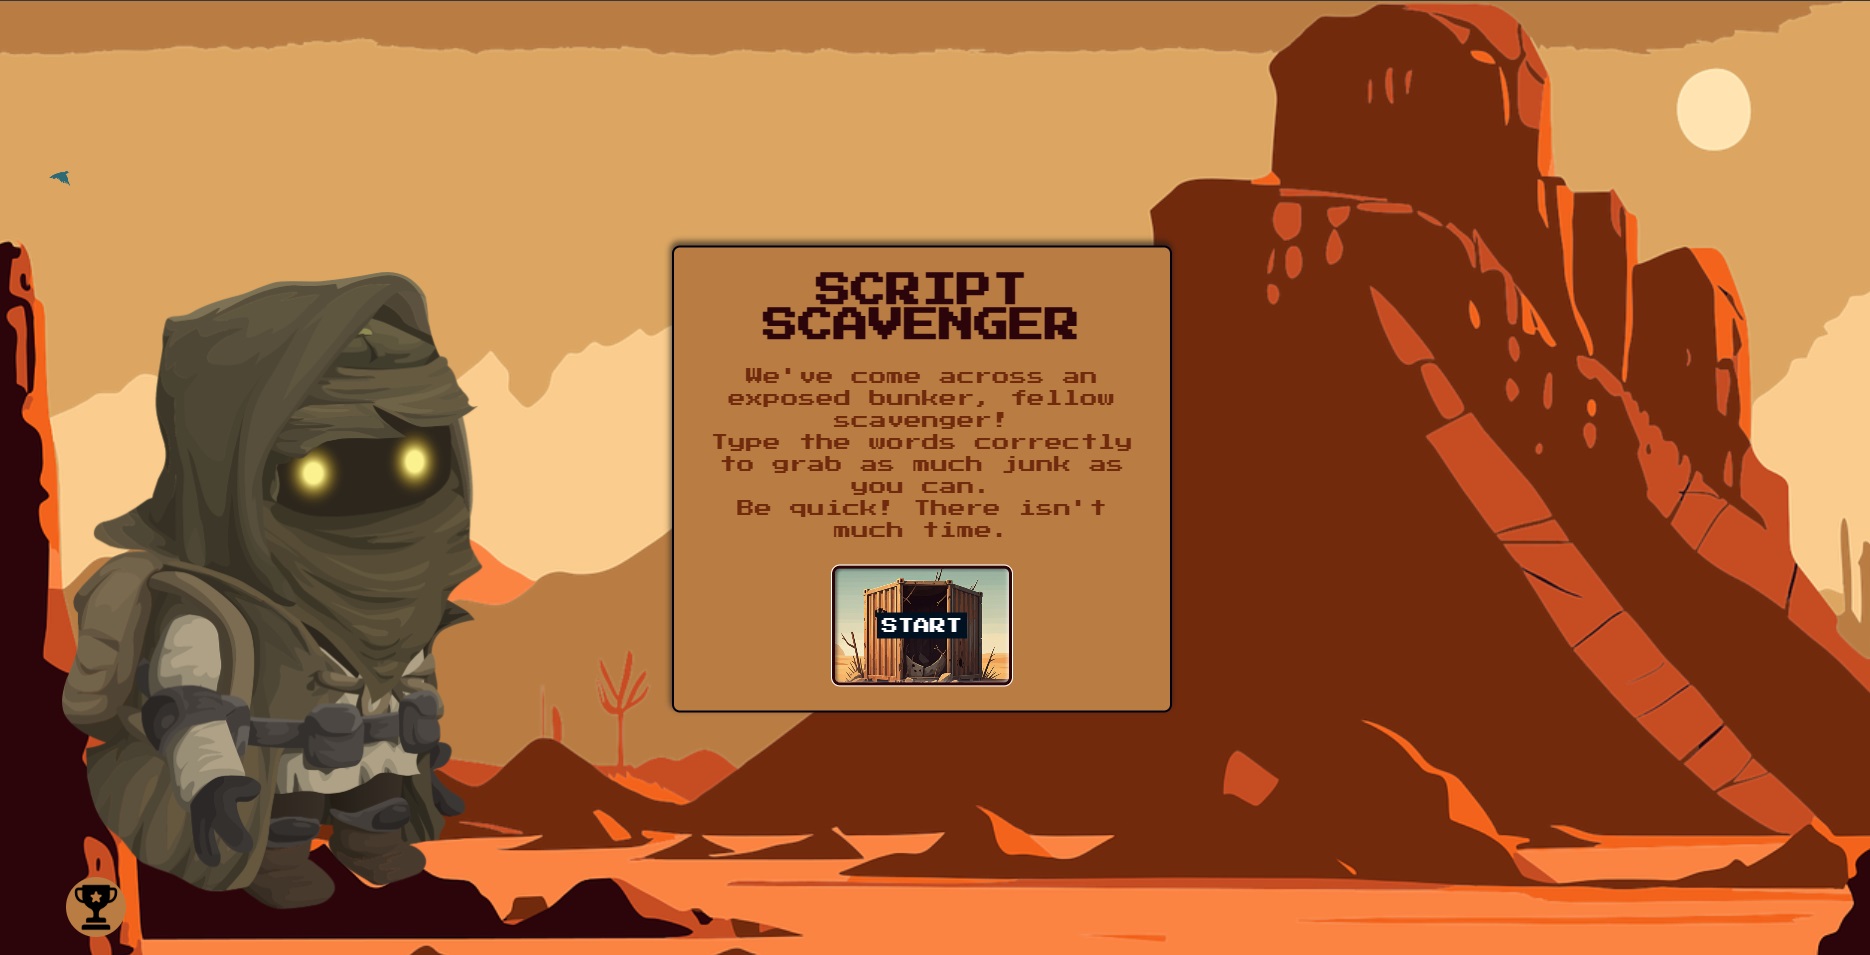 SCRIPT
SCAVENGER
We've come across an
exposed bunker, fellow
scavenger!
Type the words correctly
to grab as much junk as
you can.
Be quick! There isn't
much time.
START